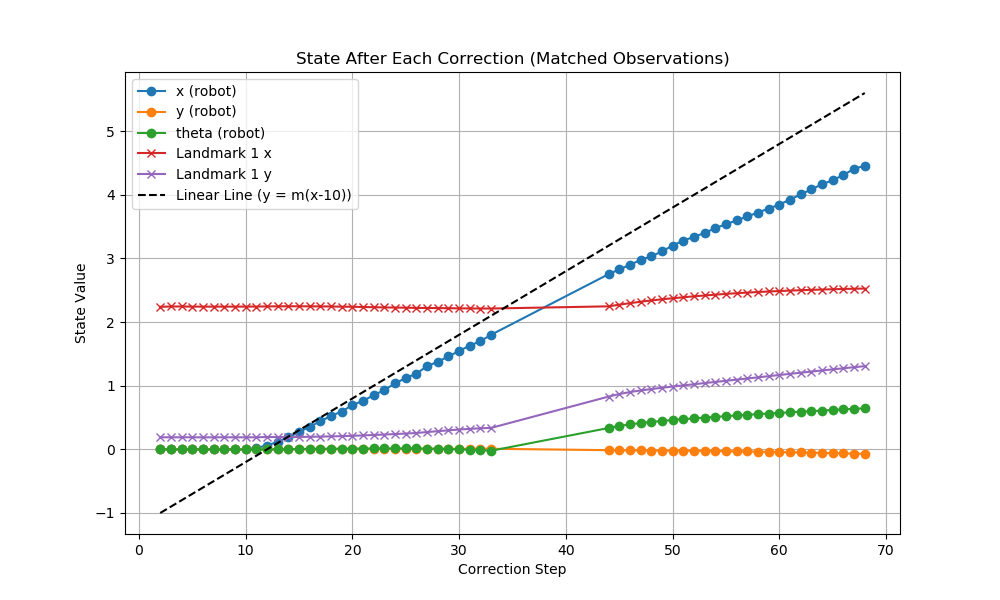 State After Each Correction (Matched Observations)
x (robot)
y (robot)
theta (robot)
Landmark 1 x
Landmark 1 y
Linear Line (y = m(x-10))
State Value
5
4
3
2
1
0
−1
0 10 20 30 40 50 60 70
Correction Step